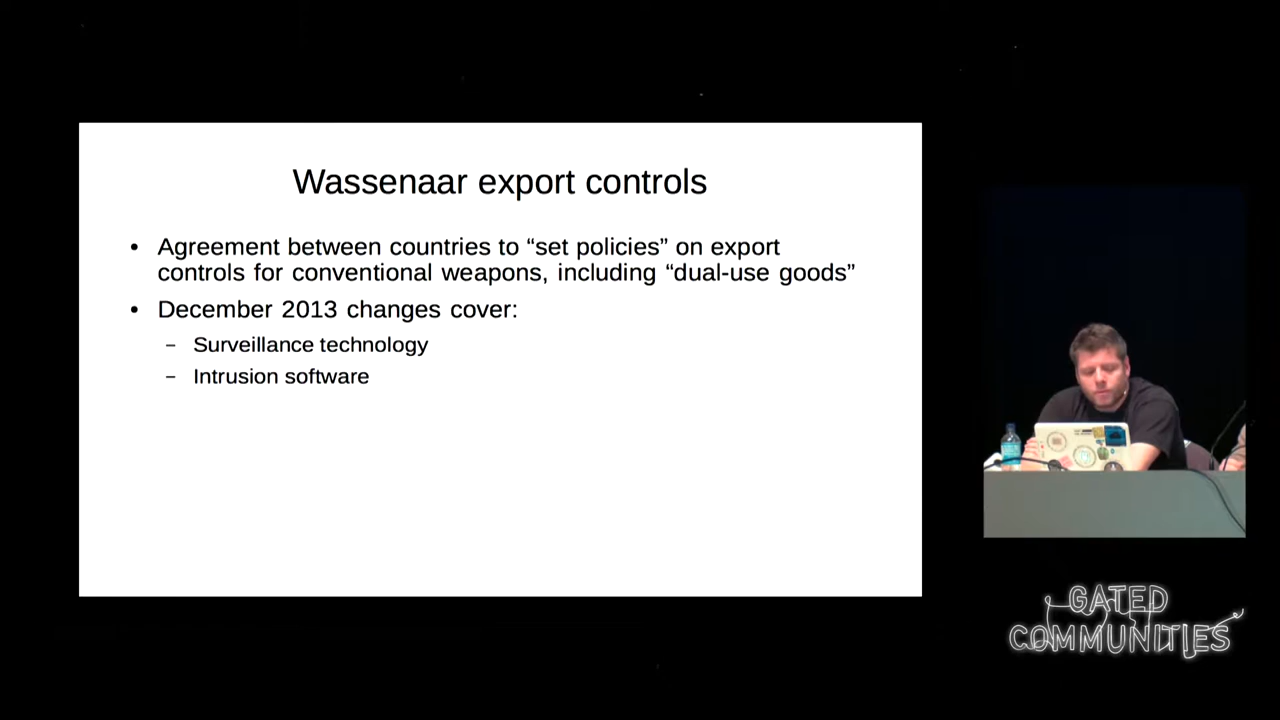 Wassenaar export controls
• Agreement between countries to “set policies” on export
controls for conventional weapons, including “dual-use goods”
• December 2013 changes cover:
– Surveillance technology
– Intrusion software
GATED
COMMUNITIES